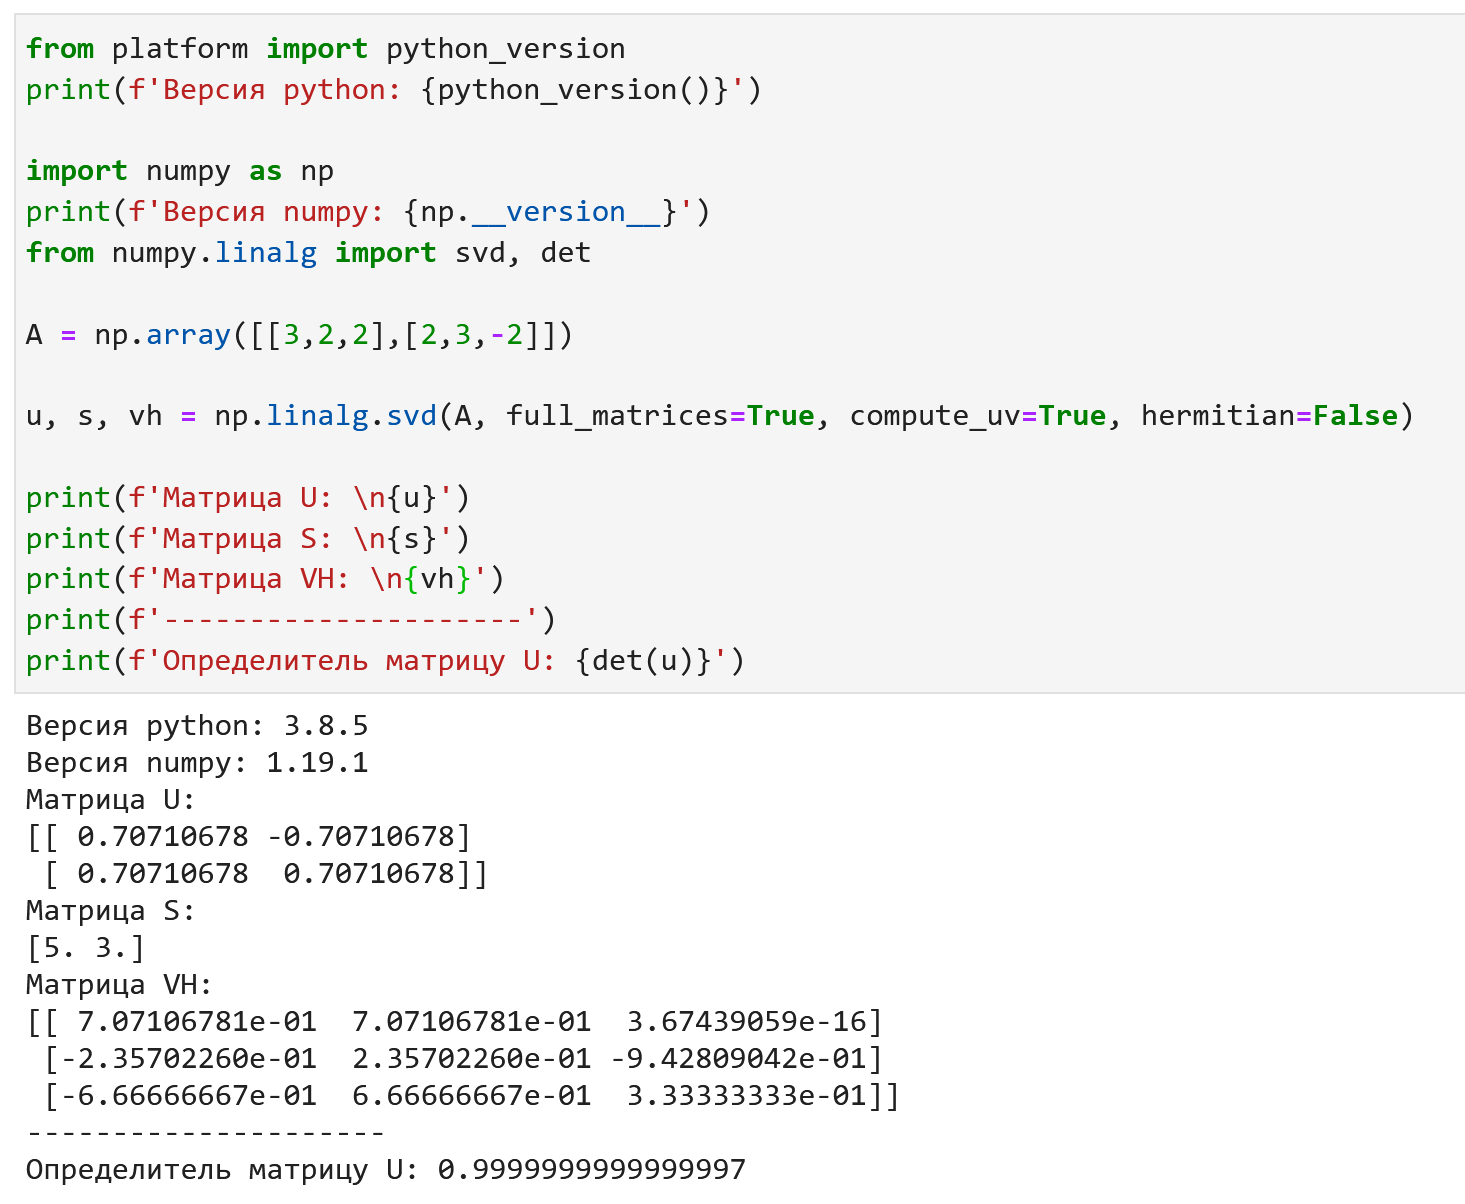 from platform import python_version
print(f'Версия python: {python_version()}')
import numpy as np
print(f'Версия numpy: {np.__version__}')
from numpy.linalg import svd, det
A = np.array([[3,2,2],[2,3,-2]])
u, s, vh = np.linalg.svd(A, full_matrices=True, compute_uv=True, hermitian=False)
print(f'Матрица U: \n{u}')
print(f'Матрица S: \n{s}')
print(f'Матрица VH: \n{vh}')
print(f'---------------------')
print(f'Определитель матрицу U: {det(u)}')
Версия python: 3.8.5
Версия numpy: 1.19.1
Матрица U:
[[ 0.70710678 -0.70710678]
 [ 0.70710678  0.70710678]]
Матрица S:
[5. 3.]
Матрица VH:
[[ 7.07106781e-01  7.07106781e-01  3.67439059e-16]
 [-2.35702260e-01  2.35702260e-01 -9.42809042e-01]
 [-6.66666667e-01  6.66666667e-01  3.33333333e-01]]
---------------------
Определитель матрицу U: 0.9999999999999997